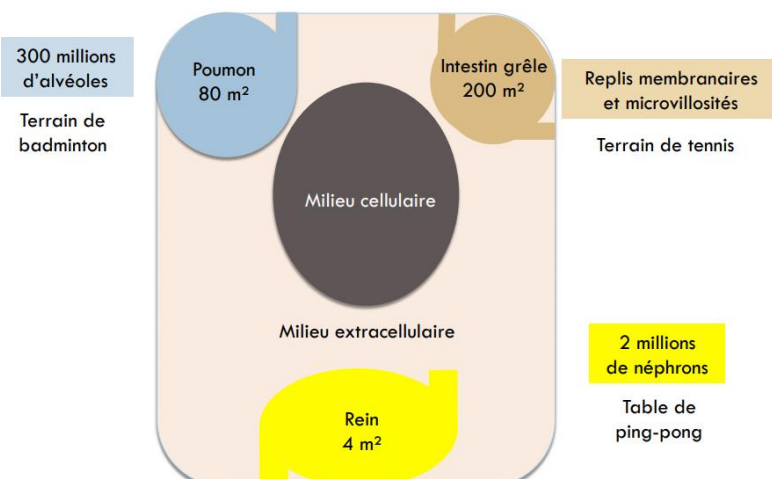 300 millions
d'alvéoles
Terrain de
badminton
Poumon
80 m²
Intestin grêle
200 m²
Replis membranaires
et microvillosités
Terrain de tennis
Milieu cellulaire
Milieu extracellulaire
Rein
4 m²
2 millions
de néphrons
Table de
ping-pong